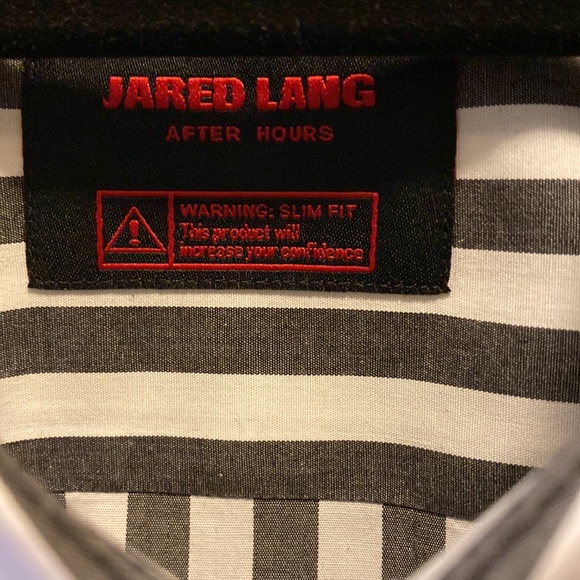 JARED LANG
AFTER HOURS
WARNING: SLIM FIT
This product will
increase your confidence